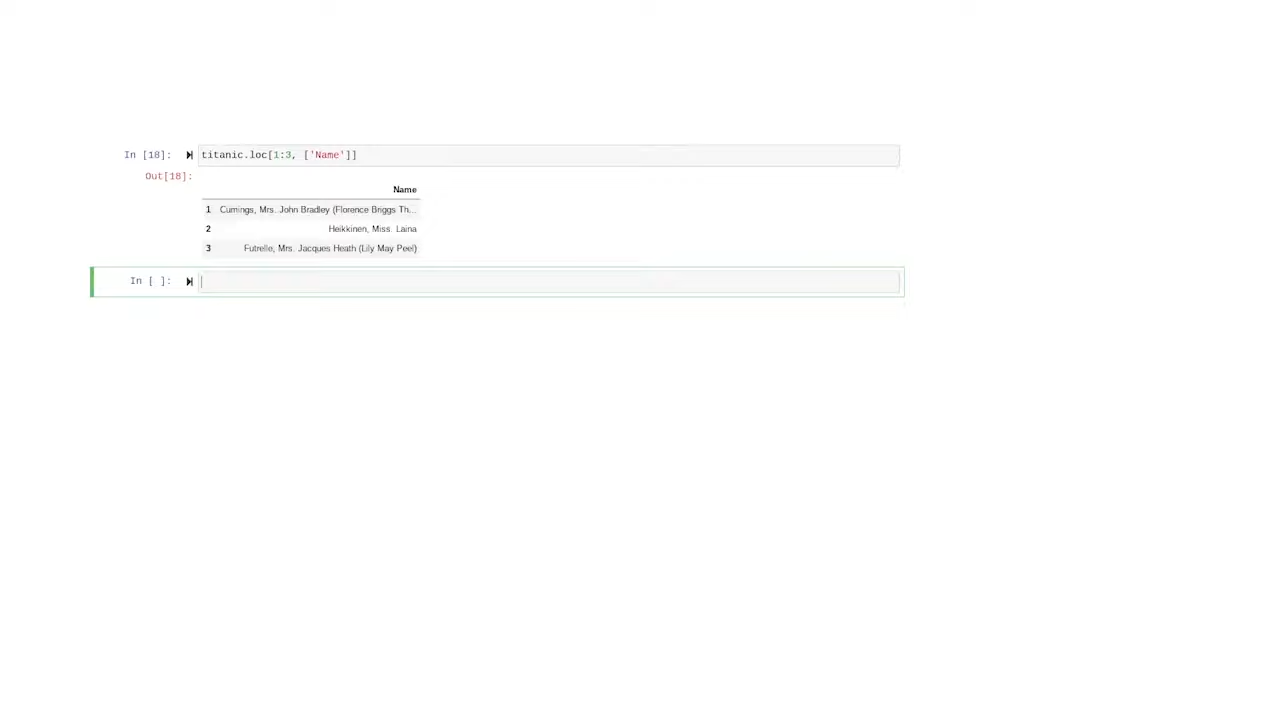 In [18]: titanic.loc[1:3, ['Name']]
Out[18]:
Name
1 Cumings, Mrs. John Bradley (Florence Briggs Th...
2 Heikkinen, Miss. Laina
3 Futrelle, Mrs. Jacques Heath (Lily May Peel)
In [ ]: